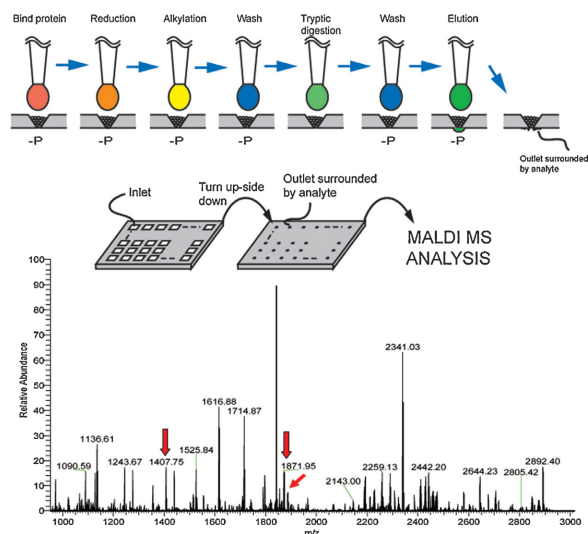 Bind protein
Reduction
Alkylation
Wash
Tryptic
digestion
Wash
Elution
-P
-P
-P
-P
-P
Outlet surrounded
by analyte
Inlet
Turn up-side
down
Outlet surrounded
by analyte
MALDI MS
ANALYSIS
100
90
80
70
60
50
40
30
20
10
0
Relative Abundance
2341.03
1616.88
1714.87
1136.61
1525.84
1090.59
1243.67
1407.75
1871.95
2143.00
2259.13
2442.20
2644.23
2805.42
2892.40
1000
1200
1400
1600
1800
2000
2200
2400
2600
2800
3000
m/z